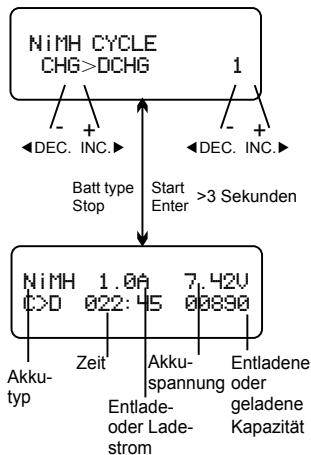 NiMH CYCLE
CHG>DCHG 1
- + - +
◀DEC. INC.▶ ◀DEC. INC.▶
Batt type Start
Stop Enter >3 Sekunden
NiMH 1.0A 7.42V
C>D 022:45 00890
Akku-
typ
Zeit
Entlade-
oder Lade-
strom
Akku-
spannung
Entladene
oder
geladene
Kapazität